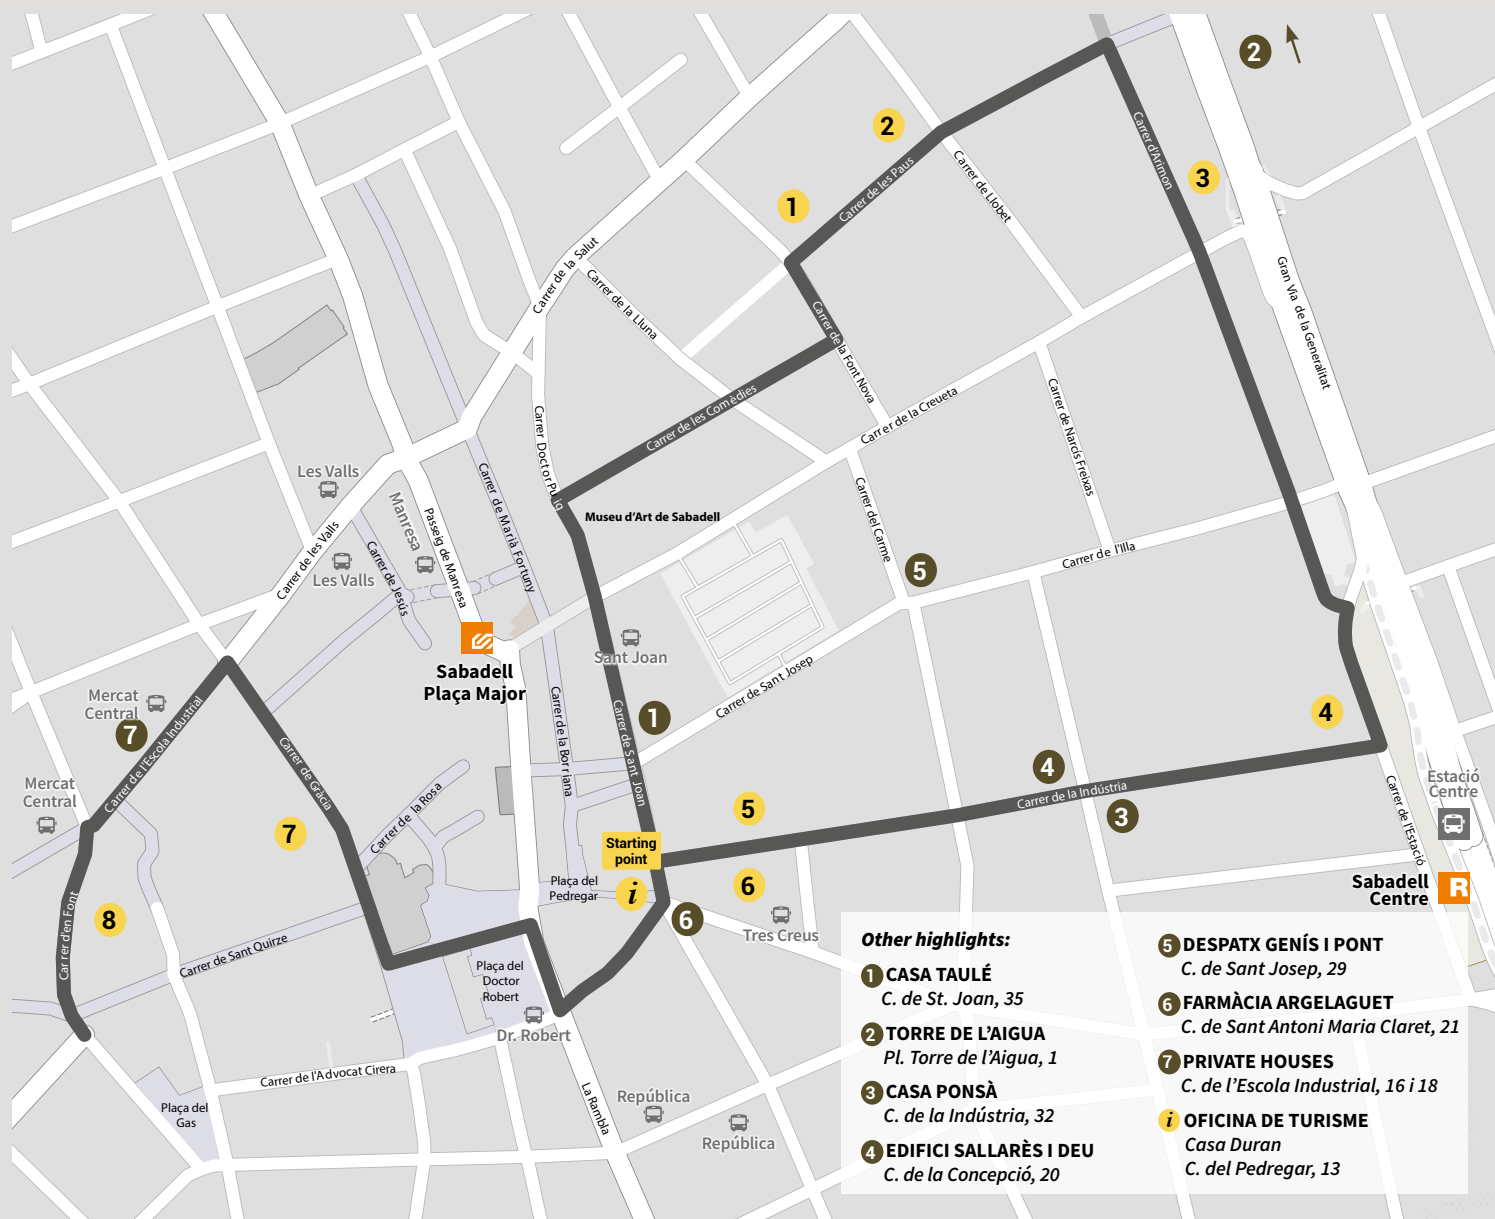 2
2
Carrer d'Arimon
3
Carrer de Llobet
Carrer de les Paus
1
Carrer de la Salut
Carrer de la Lluna
Gran Via de la Generalitat
Carrer de la Font Nova
Carrer de les Comèdies
Carrer de la Creueta
Carrer de Narcís Freixas
Carrer Doctor Puig
Les Valls
Manresa
Passeig de Manresa
Carrer de Marià Fortuny
Museu d'Art de Sabadell
Carrer del Carme
Carrer de l'Illa
5
Carrer de les Valls
Les Valls
Carrer de Jesús
Sabadell
Plaça Major
Sant Joan
Carrer de Sant Josep
Mercat
Central
7
Carrer de l'Escola Industrial
Carrer de Gràcia
Carrer de la Borriana
Carrer de Sant Joan
1
4
4
Carrer de la Indústria
3
Mercat
Central
7
Carrer de la Rosa
5
Starting
point
Estació
Centre
Carrer de l'Estació
R
Sabadell
Centre
Plaça del
Pedregar
i
6
6
Tres Creus
8
Carrer d'en Font
Carrer de Sant Quirze
Plaça del
Doctor
Robert
Dr. Robert
Carrer de l'Advocat Cirera
Plaça del
Gas
La Rambla
República
República
Other highlights:
1 CASA TAULÉ
C. de St. Joan, 35
2 TORRE DE L'AIGUA
Pl. Torre de l'Aigua, 1
3 CASA PONSÀ
C. de la Indústria, 32
4 EDIFICI SALLARÈS I DEU
C. de la Concepció, 20
5 DESPATX GENÍS I PONT
C. de Sant Josep, 29
6 FARMÀCIA ARGELAGUET
C. de Sant Antoni Maria Claret, 21
7 PRIVATE HOUSES
C. de l'Escola Industrial, 16 i 18
i OFICINA DE TURISME
Casa Duran
C. del Pedregar, 13